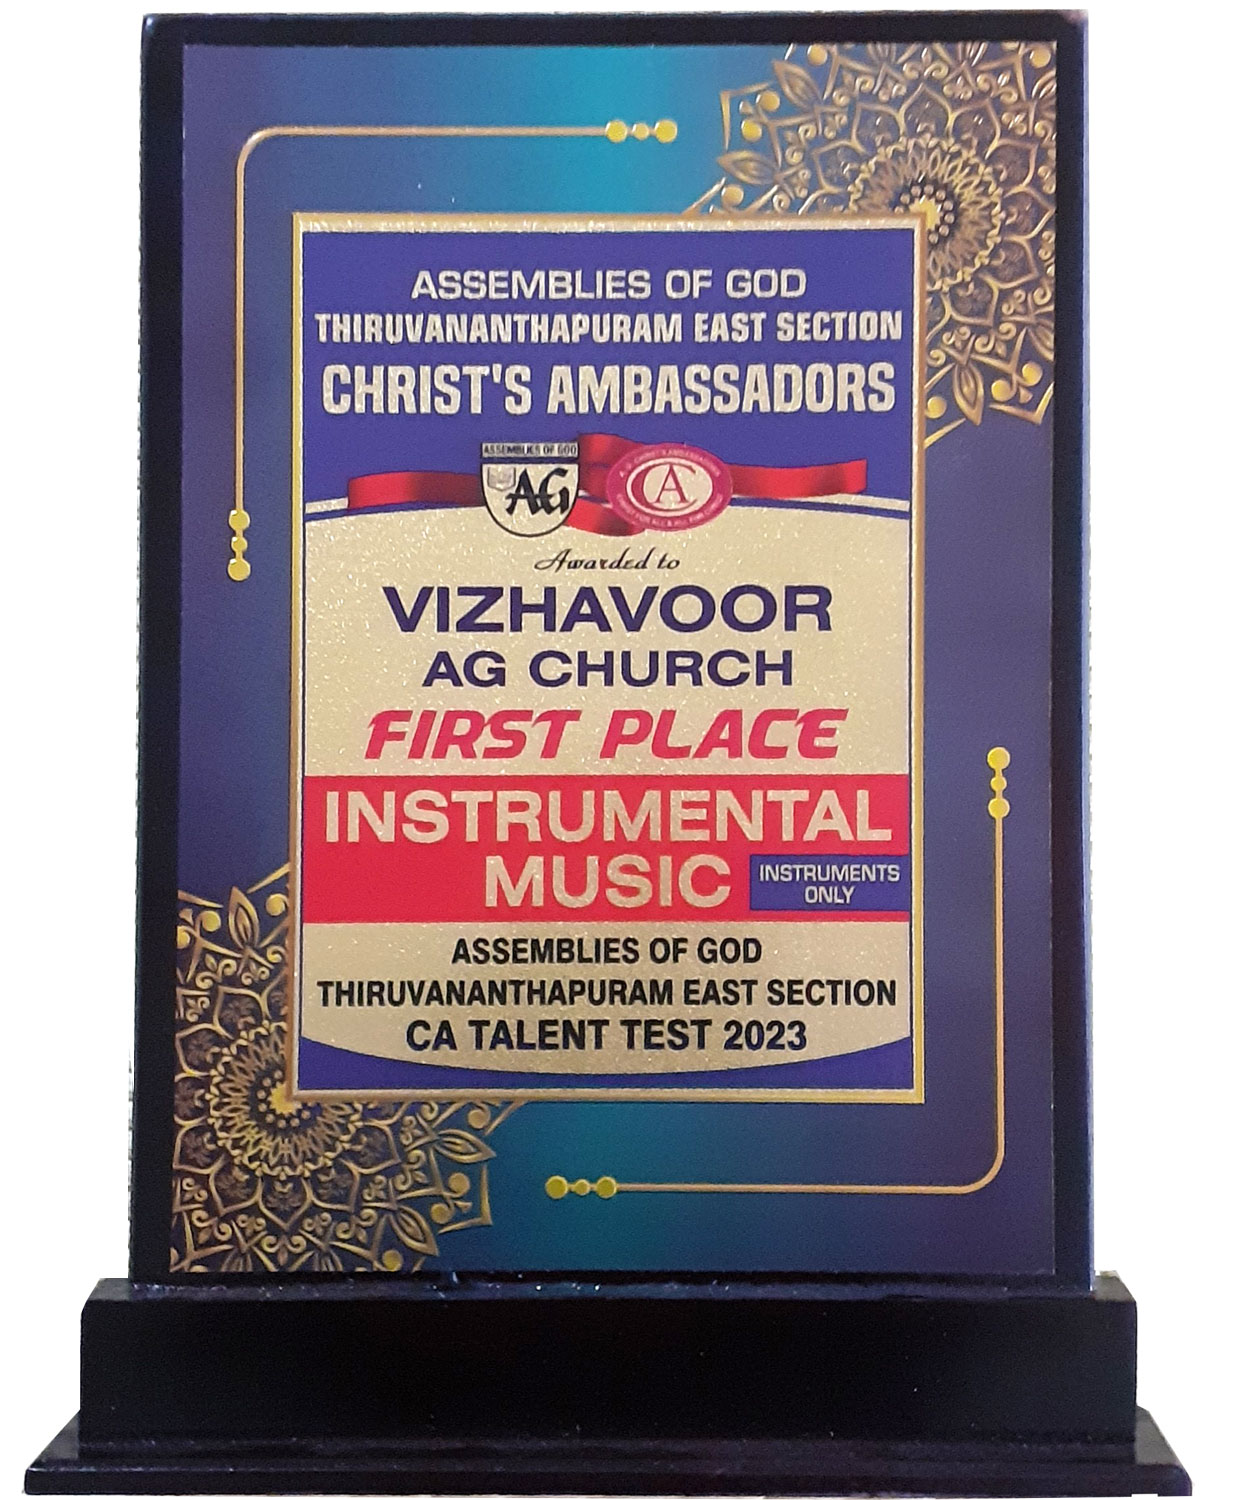 ASSEMBLIES OF GOD
THIRUVANANTHAPURAM EAST SECTION
CHRIST'S AMBASSADORS
ASSEMBLIES OF GOD
AG
CA
Awarded to
VIZHAVOOR
AG CHURCH
FIRST PLACE
INSTRUMENTAL
MUSIC
INSTRUMENTS
ONLY
ASSEMBLIES OF GOD
THIRUVANANTHAPURAM EAST SECTION
CA TALENT TEST 2023